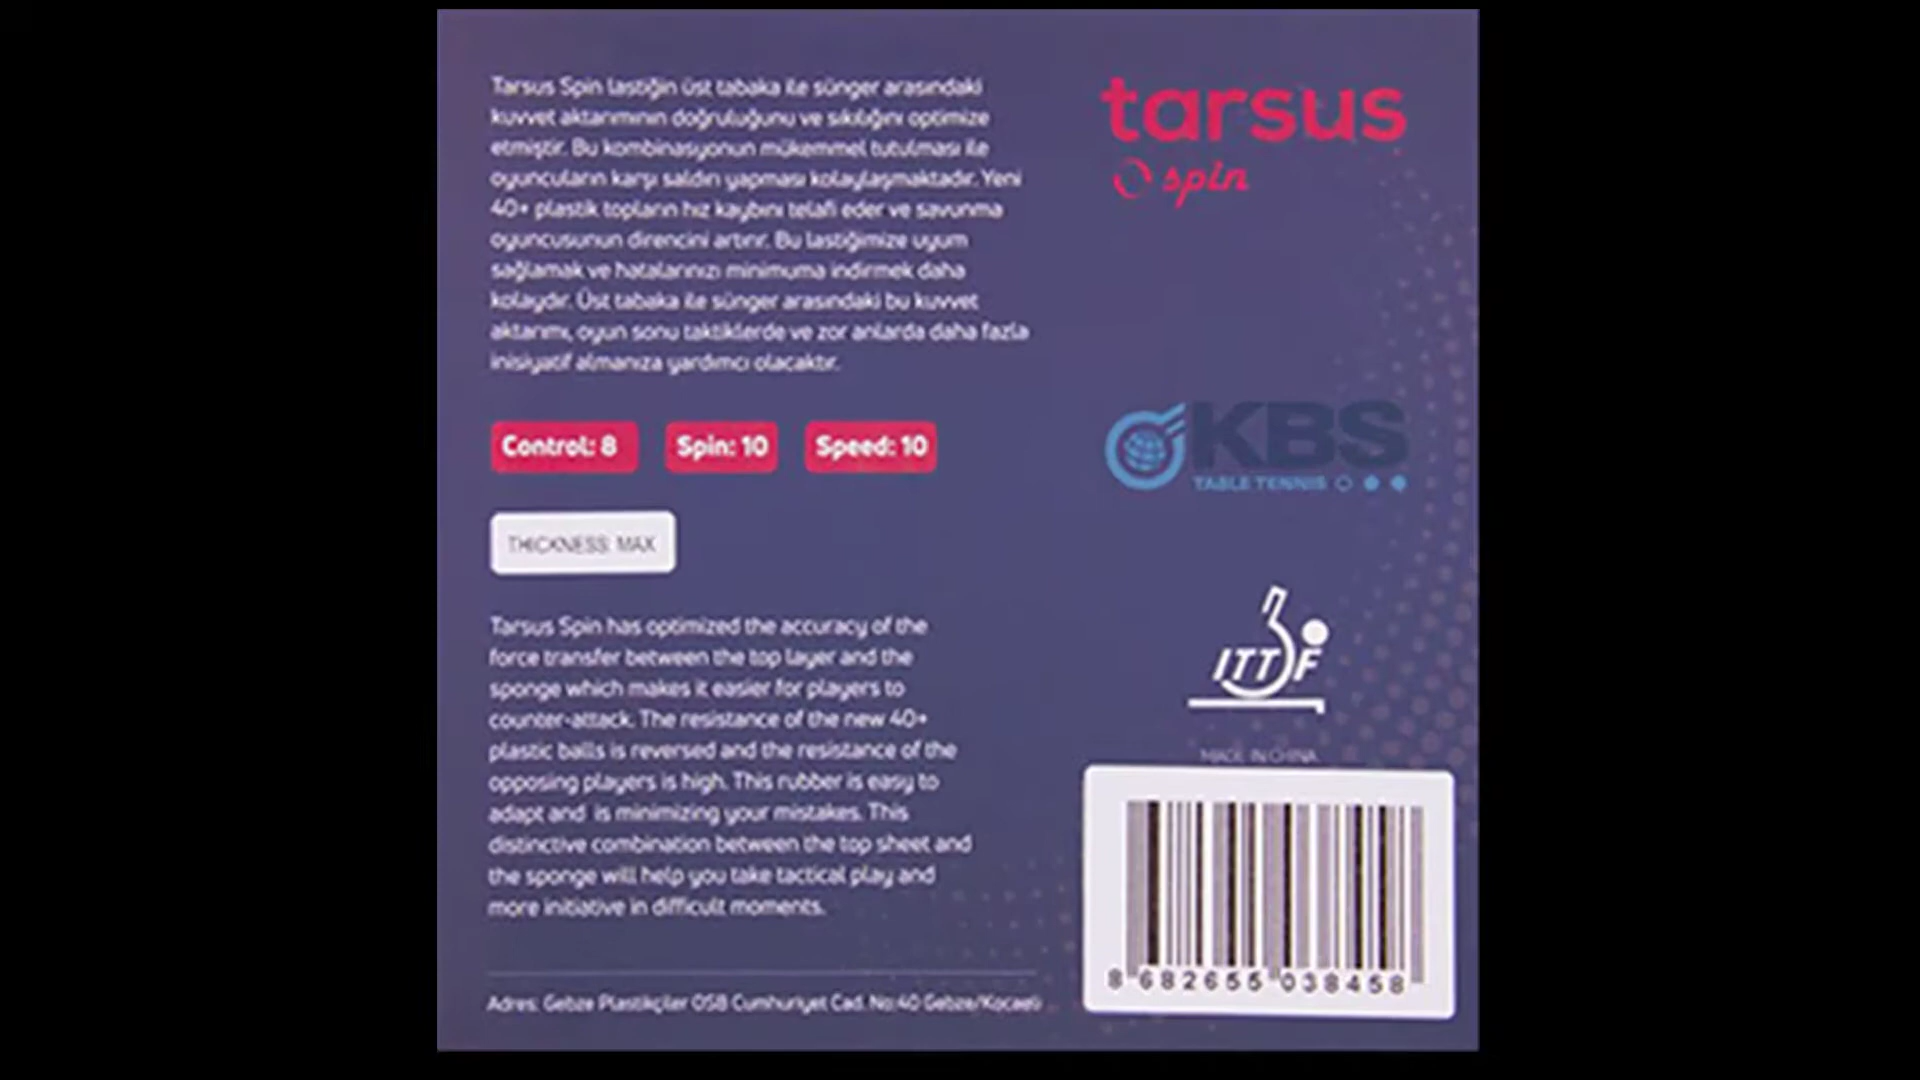 Tarsus Spin lastiğin üst tabaka ile sünger arasındaki
kuvvet aktarımının doğruluğunu ve sıkılığını optimize
etmiştir. Bu kombinasyonun mükemmel tutulması ile
oyuncuların karşı saldırı yapması kolaylaşmaktadır. Yeni
40+ plastik topların hız kaybını telafi eder ve savunma
oyuncusunun direncini artırır. Bu lastiğimize uyum
sağlamak ve hatalarınızı minimuma indirmek daha
kolaydır. Üst tabaka ile sünger arasındaki bu kuvvet
aktarımı, oyun sonu taktiklerde ve zor anlarda daha fazla
inisiyatif almanıza yardımcı olacaktır.
Control: 8
Spin: 10
Speed: 10
THICKNESS: MAX
Tarsus Spin has optimized the accuracy of the
force transfer between the top layer and the
sponge which makes it easier for players to
counter-attack. The resistance of the new 40+
plastic balls is reversed and the resistance of the
opposing players is high. This rubber is easy to
adapt and is minimizing your mistakes. This
distinctive combination between the top sheet and
the sponge will help you take tactical play and
more initiative in difficult moments.
Adres: Gebze Plastikçiler OSB Cumhuriyet Cad. No:40 Gebze/Kocaeli
tarsus
spin
KBS
TABLE TENNIS
ITTF
MADE IN CHINA
8 682655 038458